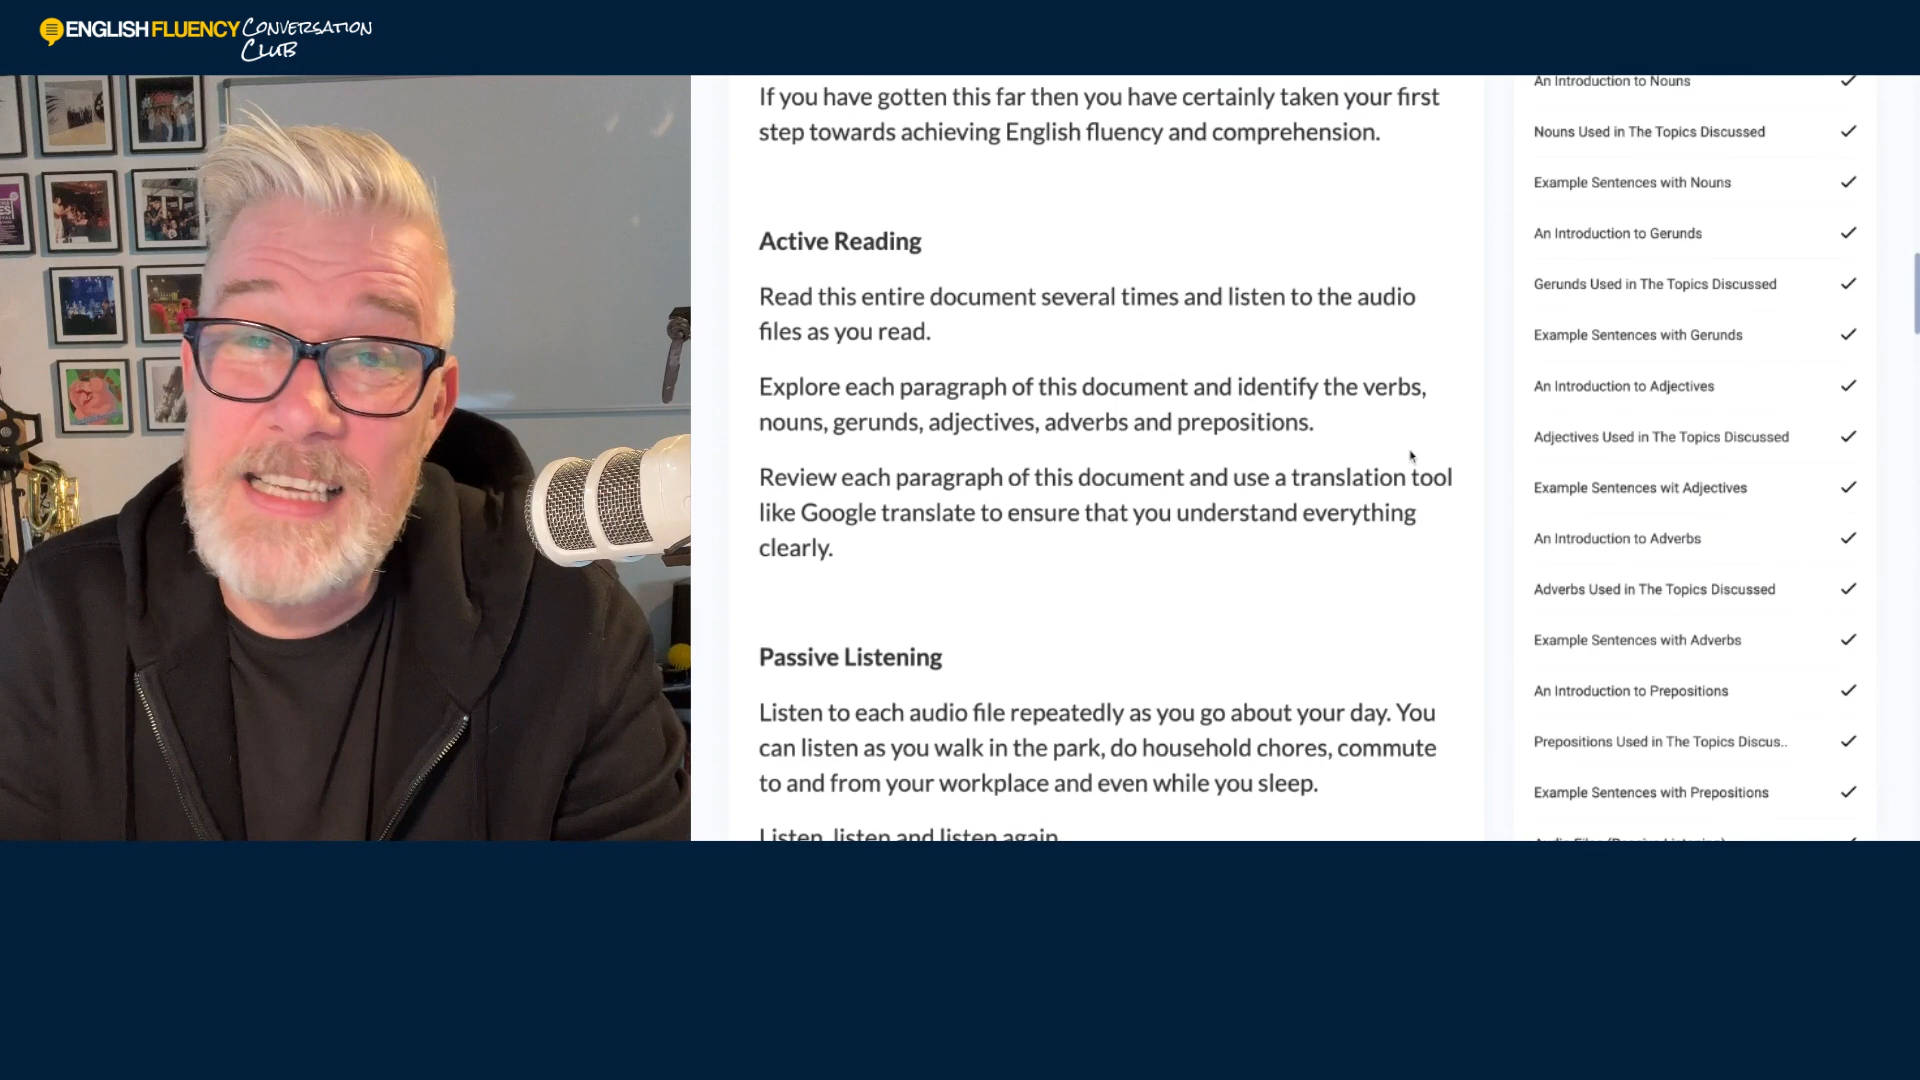 ENGLISH FLUENCY CONVERSATION
CLUB
If you have gotten this far then you have certainly taken your first
step towards achieving English fluency and comprehension.
Active Reading
Read this entire document several times and listen to the audio
files as you read.
Explore each paragraph of this document and identify the verbs,
nouns, gerunds, adjectives, adverbs and prepositions.
Review each paragraph of this document and use a translation tool
like Google translate to ensure that you understand everything
clearly.
Passive Listening
Listen to each audio file repeatedly as you go about your day. You
can listen as you walk in the park, do household chores, commute
to and from your workplace and even while you sleep.
Listen, listen and listen again
An Introduction to Nouns
Nouns Used in The Topics Discussed
Example Sentences with Nouns
An Introduction to Gerunds
Gerunds Used in The Topics Discussed
Example Sentences with Gerunds
An Introduction to Adjectives
Adjectives Used in The Topics Discussed
Example Sentences wit Adjectives
An Introduction to Adverbs
Adverbs Used in The Topics Discussed
Example Sentences with Adverbs
An Introduction to Prepositions
Prepositions Used in The Topics Discus..
Example Sentences with Prepositions